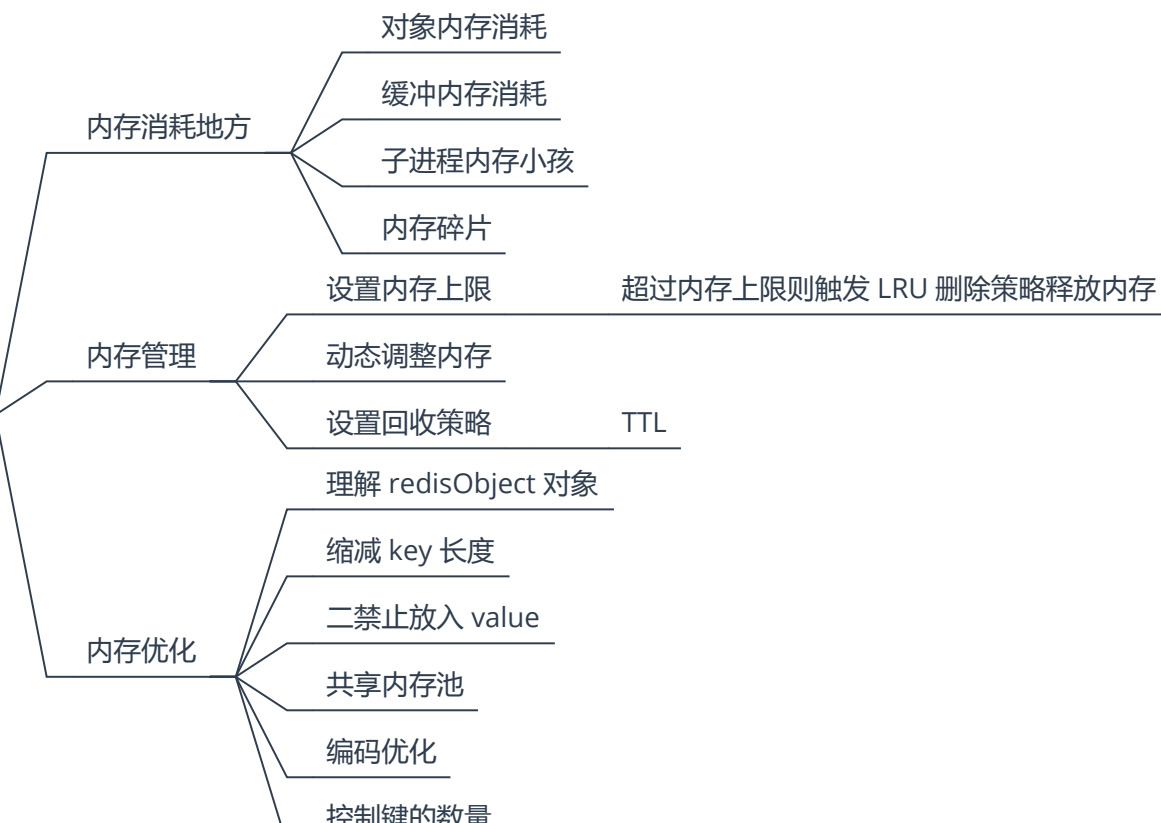 对象内存消耗
缓冲内存消耗
内存消耗地方
子进程内存小孩
内存碎片
设置内存上限
超过内存上限则触发 LRU 删除策略释放内存
内存管理
动态调整内存
设置回收策略
TTL
理解 redisObject 对象
缩减 key 长度
二禁止放入 value
内存优化
共享内存池
编码优化
控制键的数量